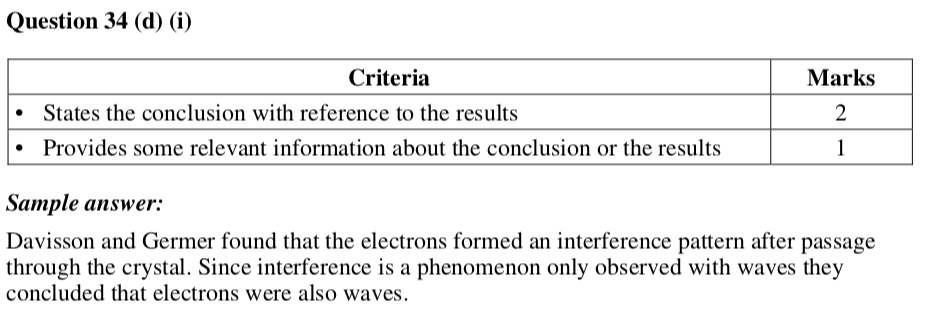 Question 34 (d) (i)
Criteria Marks
• States the conclusion with reference to the results 2
• Provides some relevant information about the conclusion or the results 1
Sample answer:
Davisson and Germer found that the electrons formed an interference pattern after passage
through the crystal. Since interference is a phenomenon only observed with waves they
concluded that electrons were also waves.